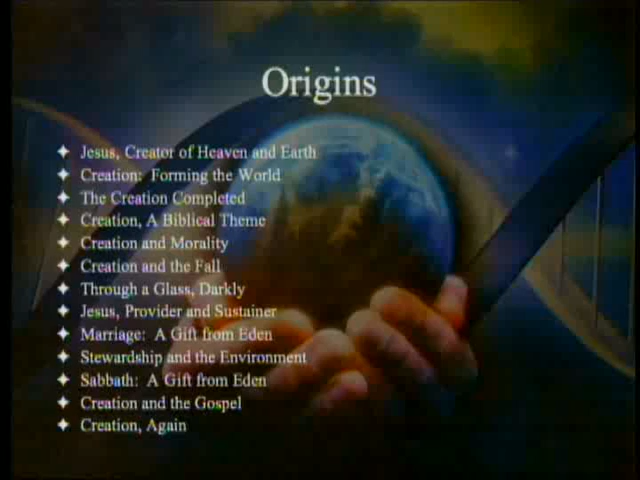 Origins
Jesus, Creator of Heaven and Earth
Creation: Forming the World
The Creation Completed
Creation, A Biblical Theme
Creation and Morality
Creation and the Fall
Through a Glass, Darkly
Jesus, Provider and Sustainer
Marriage: A Gift from Eden
Stewardship and the Environment
Sabbath: A Gift from Eden
Creation and the Gospel
Creation, Again